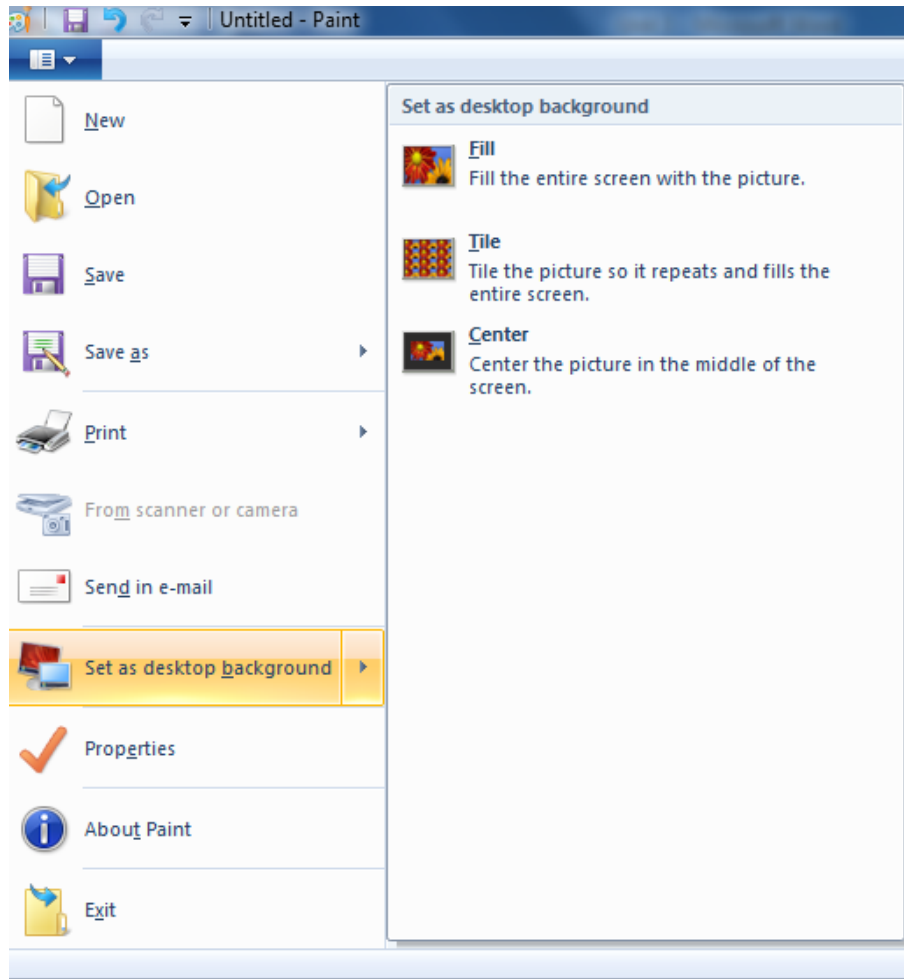 Untitled - Paint
New
Open
Save
Save as
Print
From scanner or camera
Send in e-mail
Set as desktop background
Properties
About Paint
Exit
Set as desktop background
Fill
Fill the entire screen with the picture.
Tile
Tile the picture so it repeats and fills the
entire screen.
Center
Center the picture in the middle of the
screen.